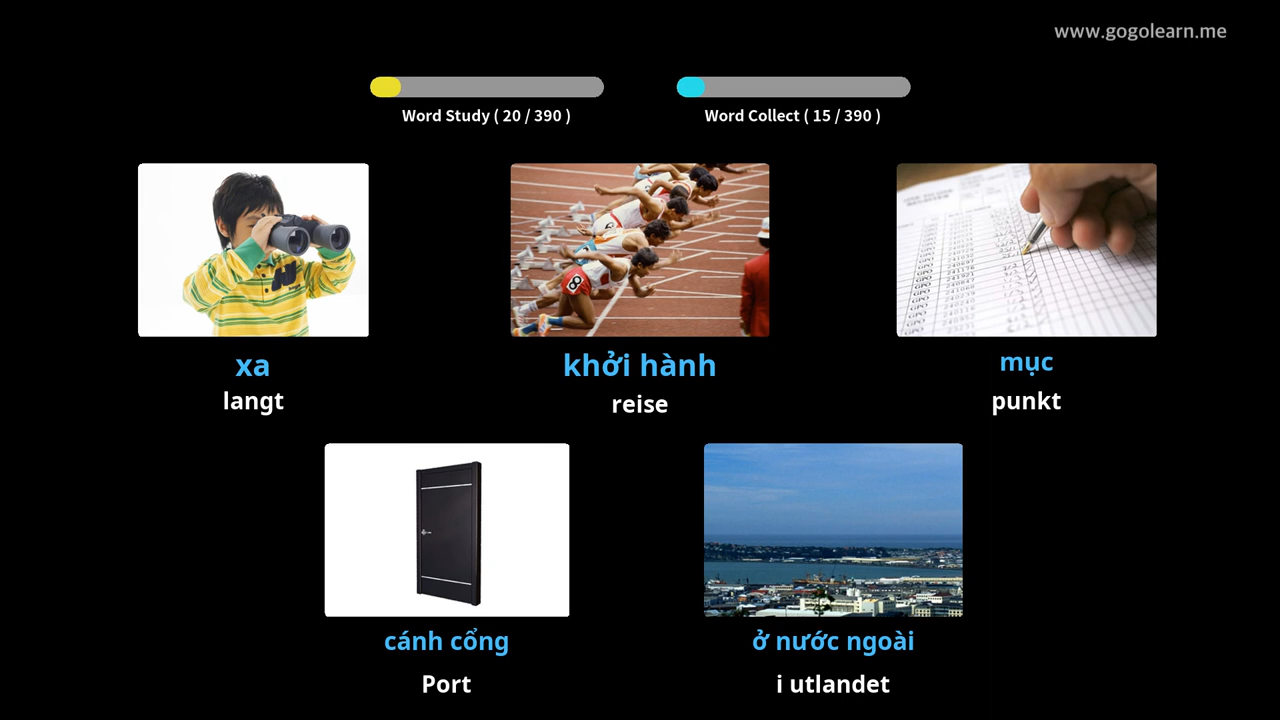 www.gogolearn.me
Word Study ( 20 / 390 )
Word Collect ( 15 / 390 )
xa
langt
khởi hành
reise
mục
punkt
cánh cổng
Port
ở nước ngoài
i utlandet